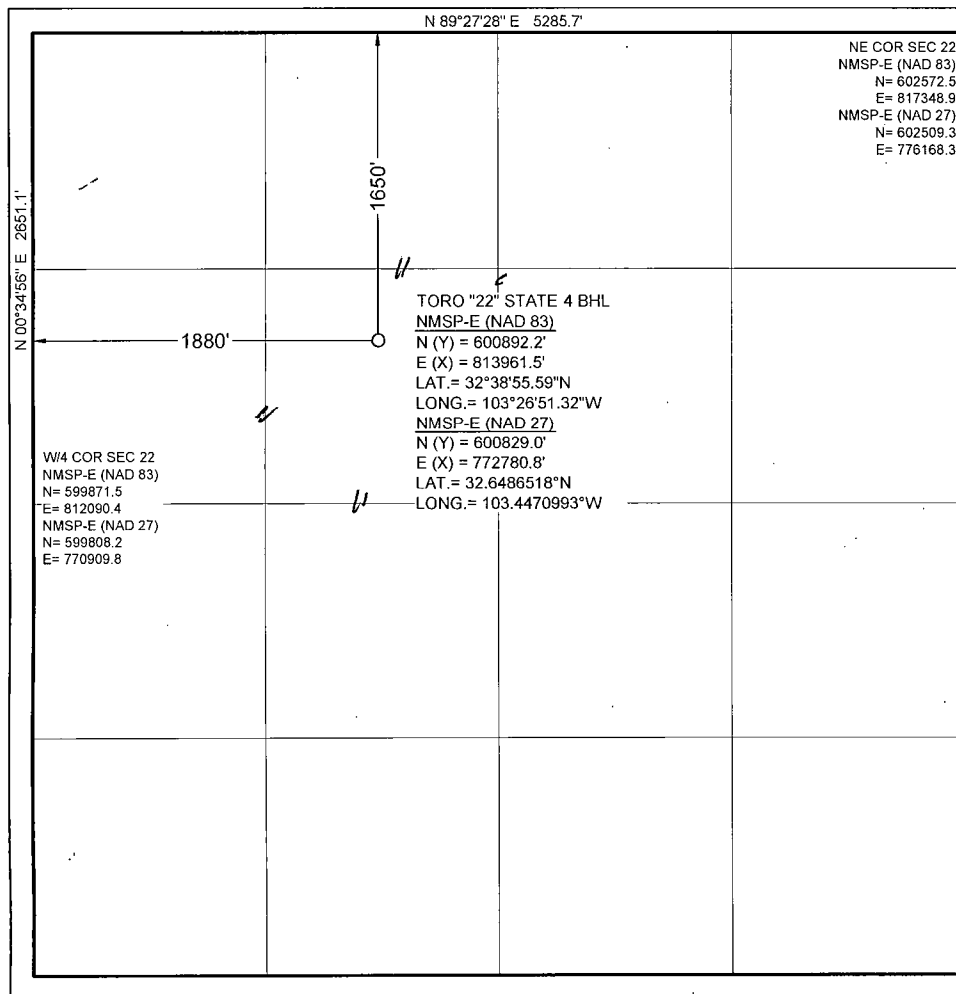 N 89°27'28" E 5285.7'
NE COR SEC 22
NMSP-E (NAD 83)
N= 602572.5
E= 817348.9
NMSP-E (NAD 27)
N= 602509.3
E= 776168.3
N 00°34'56" E 2651.1'
1650'
1880'
TORO "22" STATE 4 BHL
NMSP-E (NAD 83)
N (Y) = 600892.2'
E (X) = 813961.5'
LAT.= 32°38'55.59"N
LONG.= 103°26'51.32"W
NMSP-E (NAD 27)
N (Y) = 600829.0'
E (X) = 772780.8'
LAT.= 32.6486518°N
LONG.= 103.4470993°W
W/4 COR SEC 22
NMSP-E (NAD 83)
N= 599871.5
E= 812090.4
NMSP-E (NAD 27)
N= 599808.2
E= 770909.8